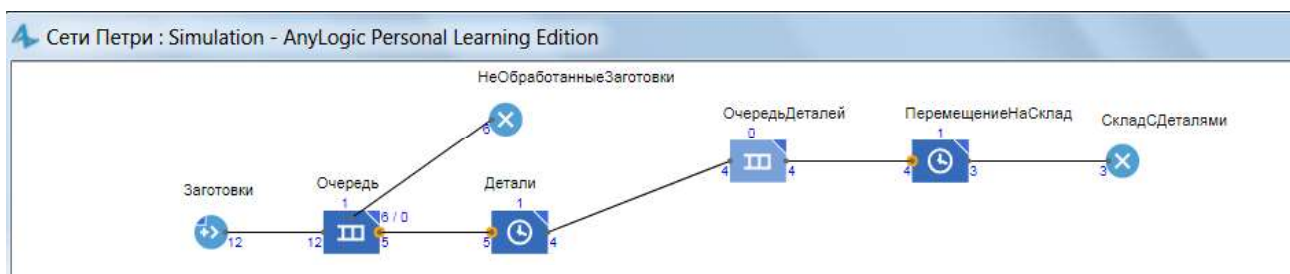 Сети Петри : Simulation - AnyLogic Personal Learning Edition
НеОбработанныеЗаготовки
6
ОчередьДеталей
0
4
4
ПеремещениеНаСклад
1
4
3
СкладСДеталями
3
Заготовки
12
Очередь
1
6 / 0
12
5
Детали
1
5
4